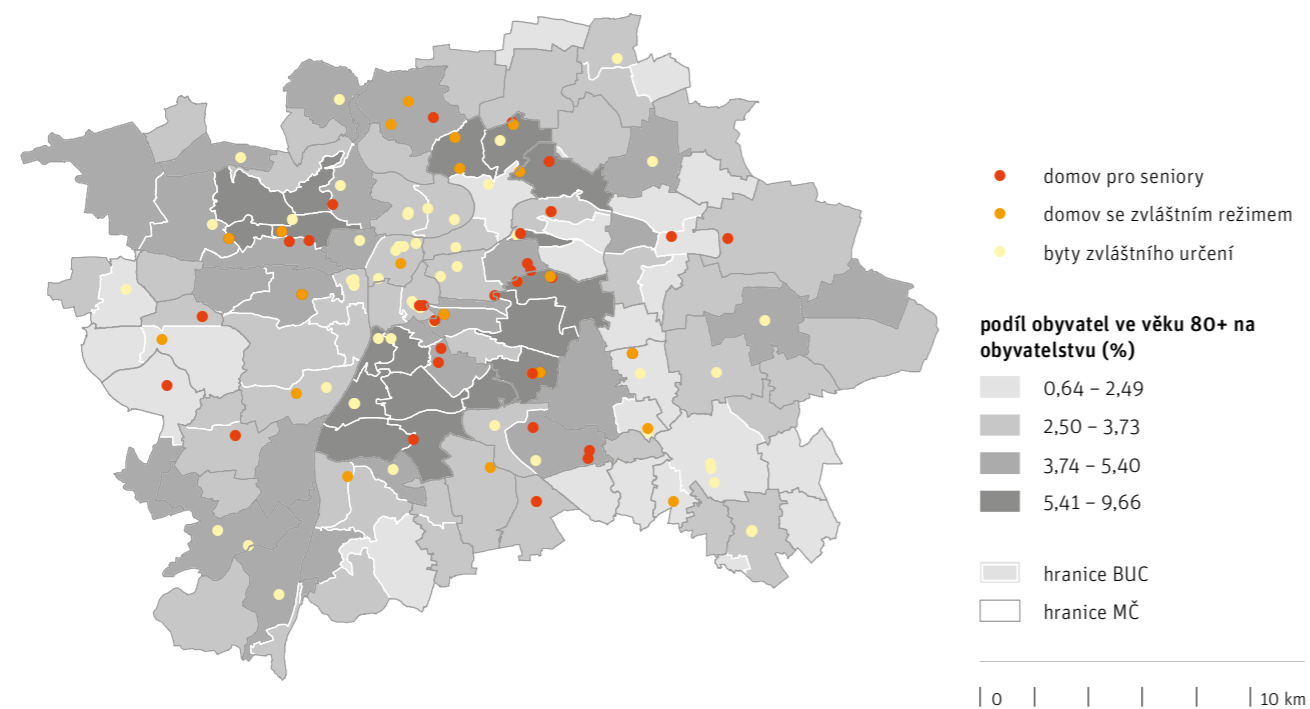 domov pro seniory
domov se zvláštním režimem
byty zvláštního určení
podíl obyvatel ve věku 80+ na
obyvatelstvu (%)
0,64 – 2,49
2,50 – 3,73
3,74 – 5,40
5,41 – 9,66
hranice BUC
hranice MČ
0 10 km